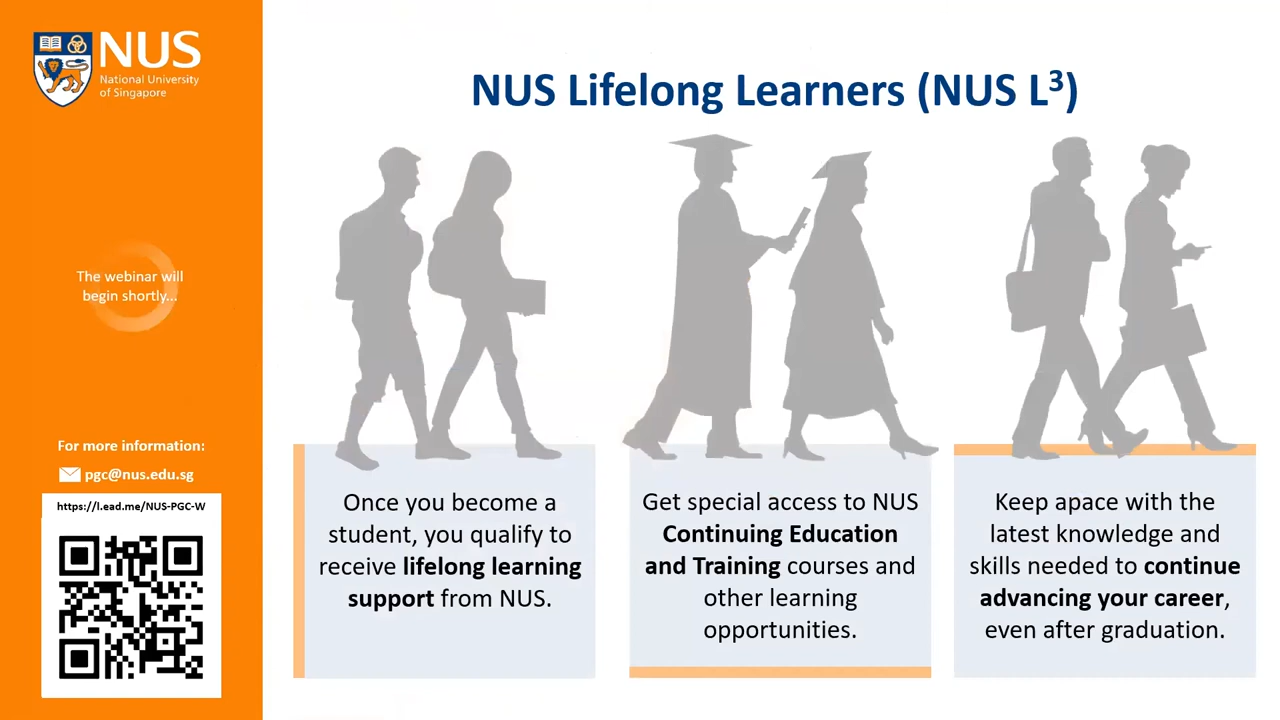 NUS
National University
of Singapore
The webinar will
begin shortly...
For more information:
pgc@nus.edu.sg
https://l.ead.me/NUS-PGC-W
NUS Lifelong Learners (NUS L³)
Once you become a
student, you qualify to
receive lifelong learning
support from NUS.
Get special access to NUS
Continuing Education
and Training courses and
other learning
opportunities.
Keep apace with the
latest knowledge and
skills needed to continue
advancing your career,
even after graduation.